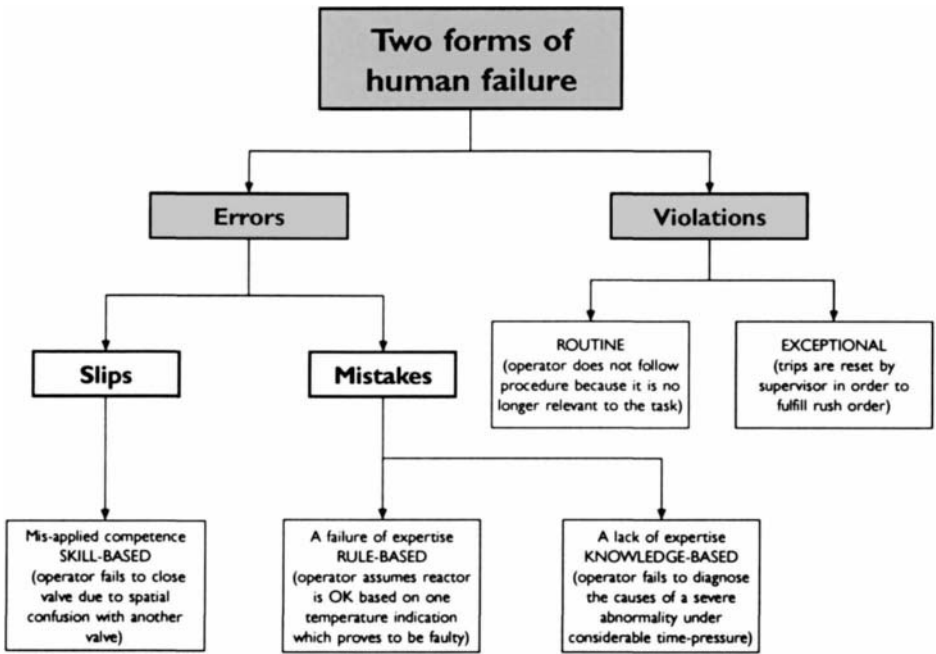 Two forms of
human failure
Errors
Violations
Slips
Mistakes
ROUTINE
(operator does not follow
procedure because it is no
longer relevant to the task)
EXCEPTIONAL
(trips are reset by
supervisor in order to
fulfill rush order)
Mis-applied competence
SKILL-BASED
(operator fails to close
valve due to spatial
confusion with another
valve)
A failure of expertise
RULE-BASED
(operator assumes reactor
is OK based on one
temperature indication
which proves to be faulty)
A lack of expertise
KNOWLEDGE-BASED
(operator fails to diagnose
the causes of a severe
abnormality under
considerable time-pressure)